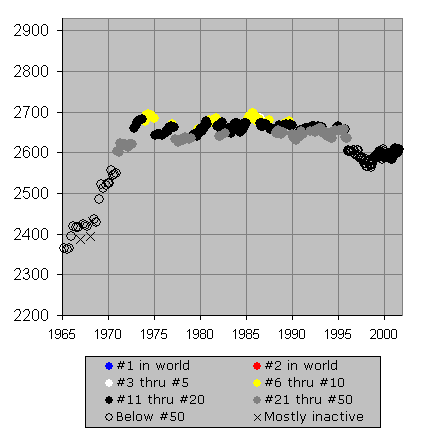 2900
2800
2700
2600
2500
2400
2300
2200
1965 1970 1975 1980 1985 1990 1995 2000
#1 in world #2 in world
#3 thru #5 #6 thru #10
#11 thru #20 #21 thru #50
Below #50 Mostly inactive